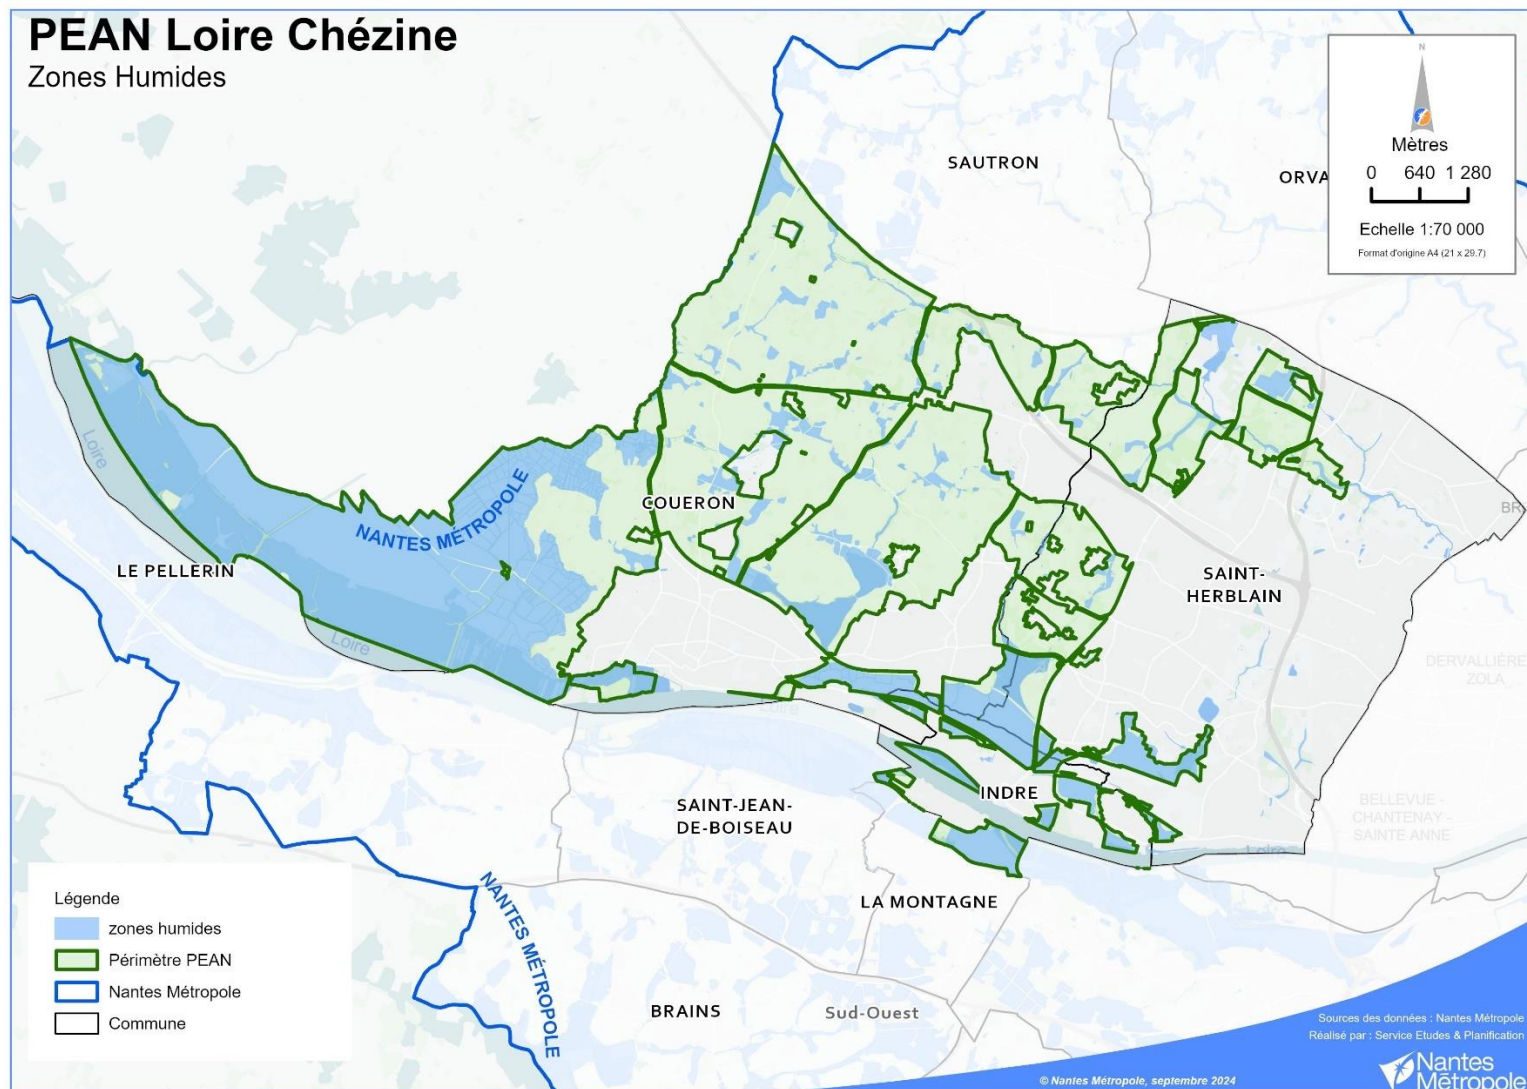 PEAN Loire Chézine
Zones Humides
N
Mètres
0 640 1 280
Echelle 1:70 000
Format d'origine A4 (21 x 29.7)
SAUTRON
ORVA
Loire
NANTES MÉTROPOLE
COUERON
LE PELLERIN
Loire
SAINT-
HERBLAIN
BR
DERVALLIÈRE
ZOLA
Loire
INDRE
SAINT-JEAN-
DE-BOISEAU
BELLEVUE -
CHANTENAY -
SAINTE ANNE
Loire
LA MONTAGNE
NANTES MÉTROPOLE
BRAINS
Sud-Ouest
Légende
zones humides
Périmètre PEAN
Nantes Métropole
Commune
Sources des données : Nantes Métropole
Réalisé par : Service Etudes & Planification
© Nantes Métropole, septembre 2024
Nantes
Métropole